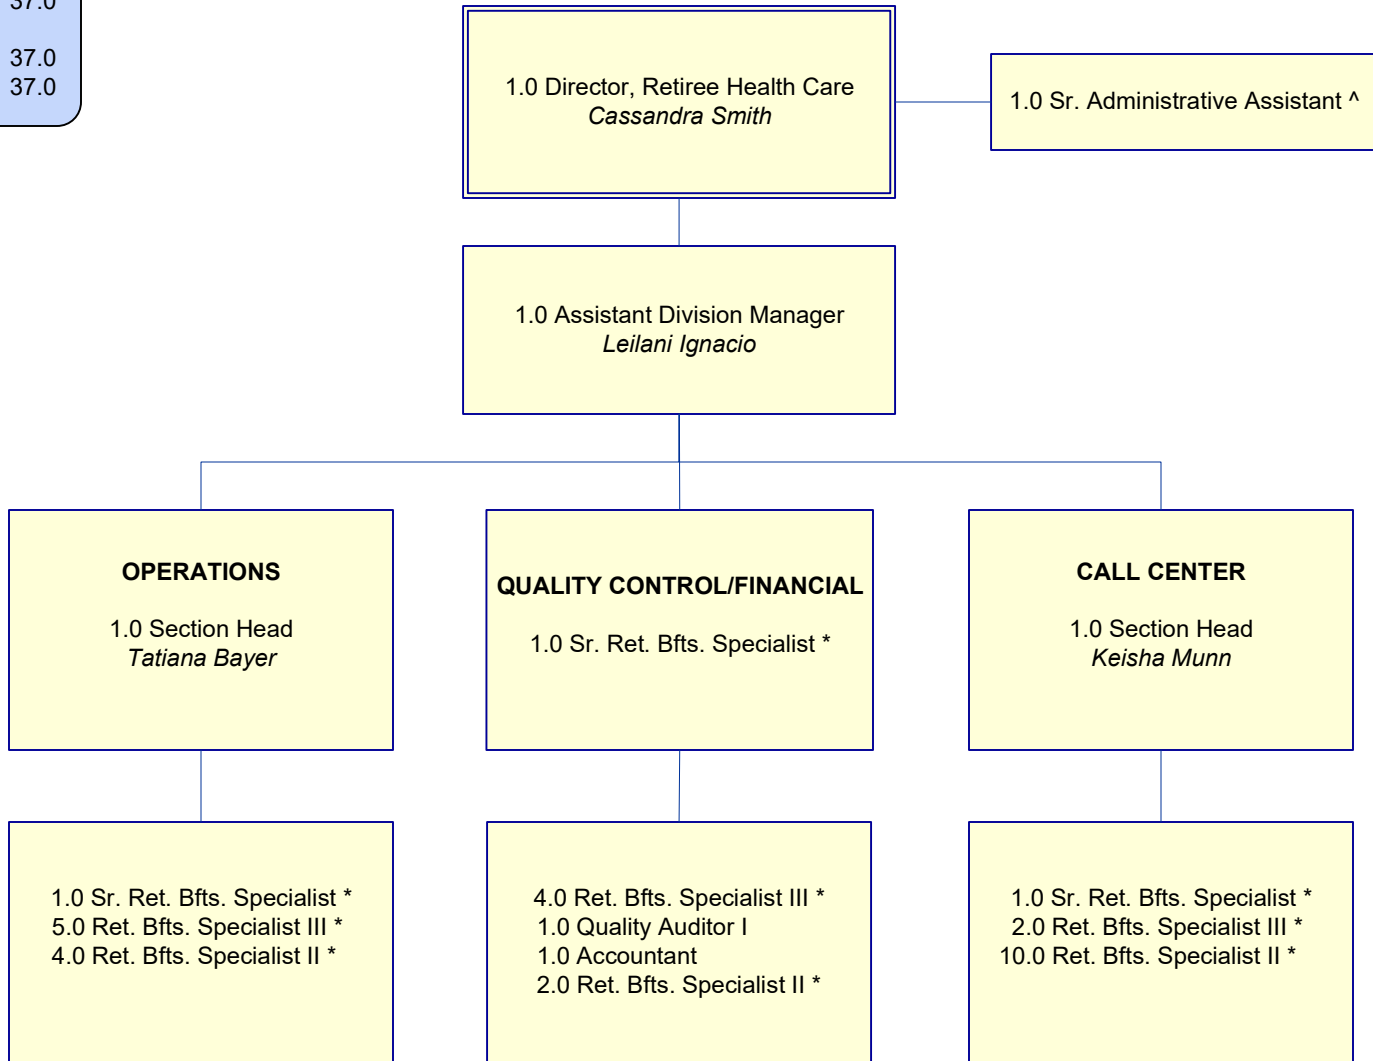 37.0
37.0
37.0
1.0 Director, Retiree Health Care
Cassandra Smith
1.0 Sr. Administrative Assistant ^
1.0 Assistant Division Manager
Leilani Ignacio
OPERATIONS
1.0 Section Head
Tatiana Bayer
QUALITY CONTROL/FINANCIAL
1.0 Sr. Ret. Bfts. Specialist *
CALL CENTER
1.0 Section Head
Keisha Munn
1.0 Sr. Ret. Bfts. Specialist *
5.0 Ret. Bfts. Specialist III *
4.0 Ret. Bfts. Specialist II *
4.0 Ret. Bfts. Specialist III *
1.0 Quality Auditor I
1.0 Accountant
2.0 Ret. Bfts. Specialist II *
1.0 Sr. Ret. Bfts. Specialist *
2.0 Ret. Bfts. Specialist III *
10.0 Ret. Bfts. Specialist II *